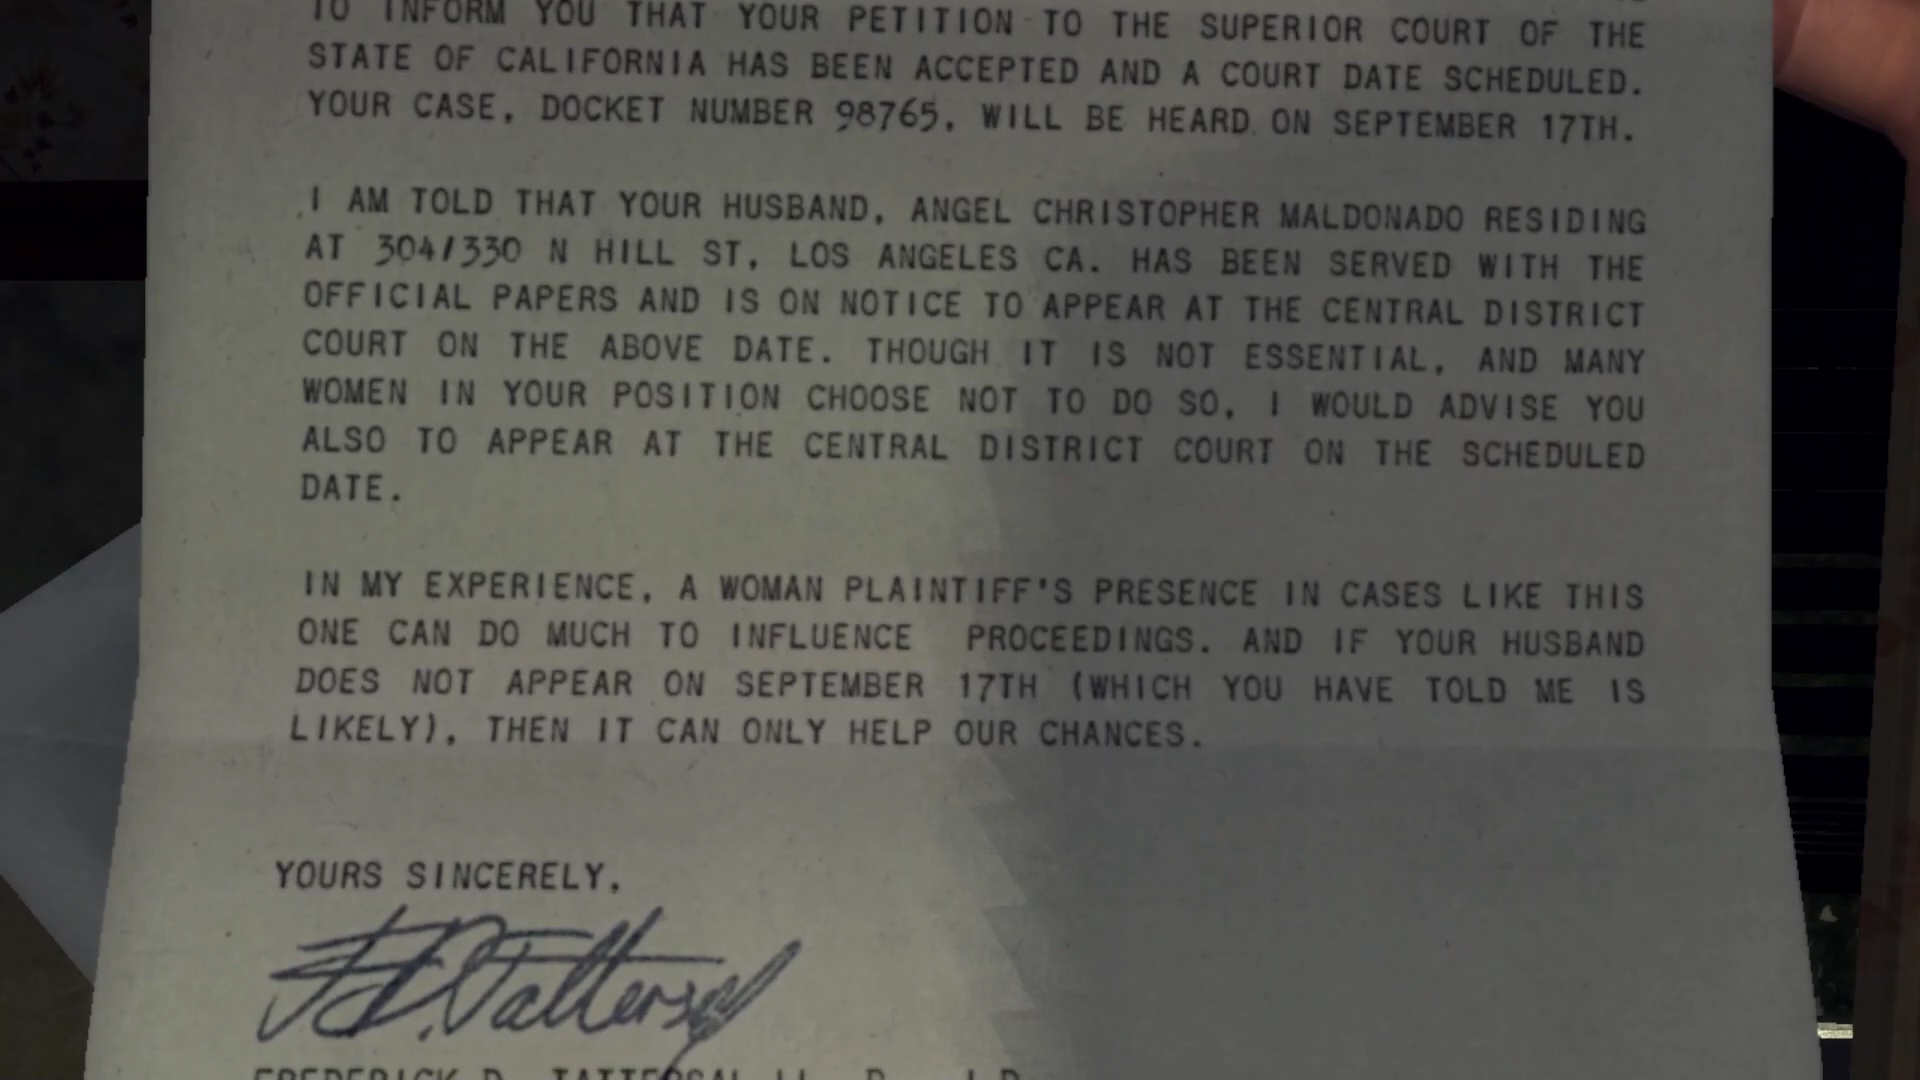 TO INFORM YOU THAT YOUR PETITION TO THE SUPERIOR COURT OF THE
STATE OF CALIFORNIA HAS BEEN ACCEPTED AND A COURT DATE SCHEDULED.
YOUR CASE, DOCKET NUMBER 98765, WILL BE HEARD ON SEPTEMBER 17TH.
I AM TOLD THAT YOUR HUSBAND, ANGEL CHRISTOPHER MALDONADO RESIDING
AT 304/330 N HILL ST, LOS ANGELES CA. HAS BEEN SERVED WITH THE
OFFICIAL PAPERS AND IS ON NOTICE TO APPEAR AT THE CENTRAL DISTRICT
COURT ON THE ABOVE DATE. THOUGH IT IS NOT ESSENTIAL, AND MANY
WOMEN IN YOUR POSITION CHOOSE NOT TO DO SO, I WOULD ADVISE YOU
ALSO TO APPEAR AT THE CENTRAL DISTRICT COURT ON THE SCHEDULED
DATE.
IN MY EXPERIENCE, A WOMAN PLAINTIFF'S PRESENCE IN CASES LIKE THIS
ONE CAN DO MUCH TO INFLUENCE PROCEEDINGS. AND IF YOUR HUSBAND
DOES NOT APPEAR ON SEPTEMBER 17TH (WHICH YOU HAVE TOLD ME IS
LIKELY), THEN IT CAN ONLY HELP OUR CHANCES.
YOURS SINCERELY,
FREDERICK D. TATTERSAL